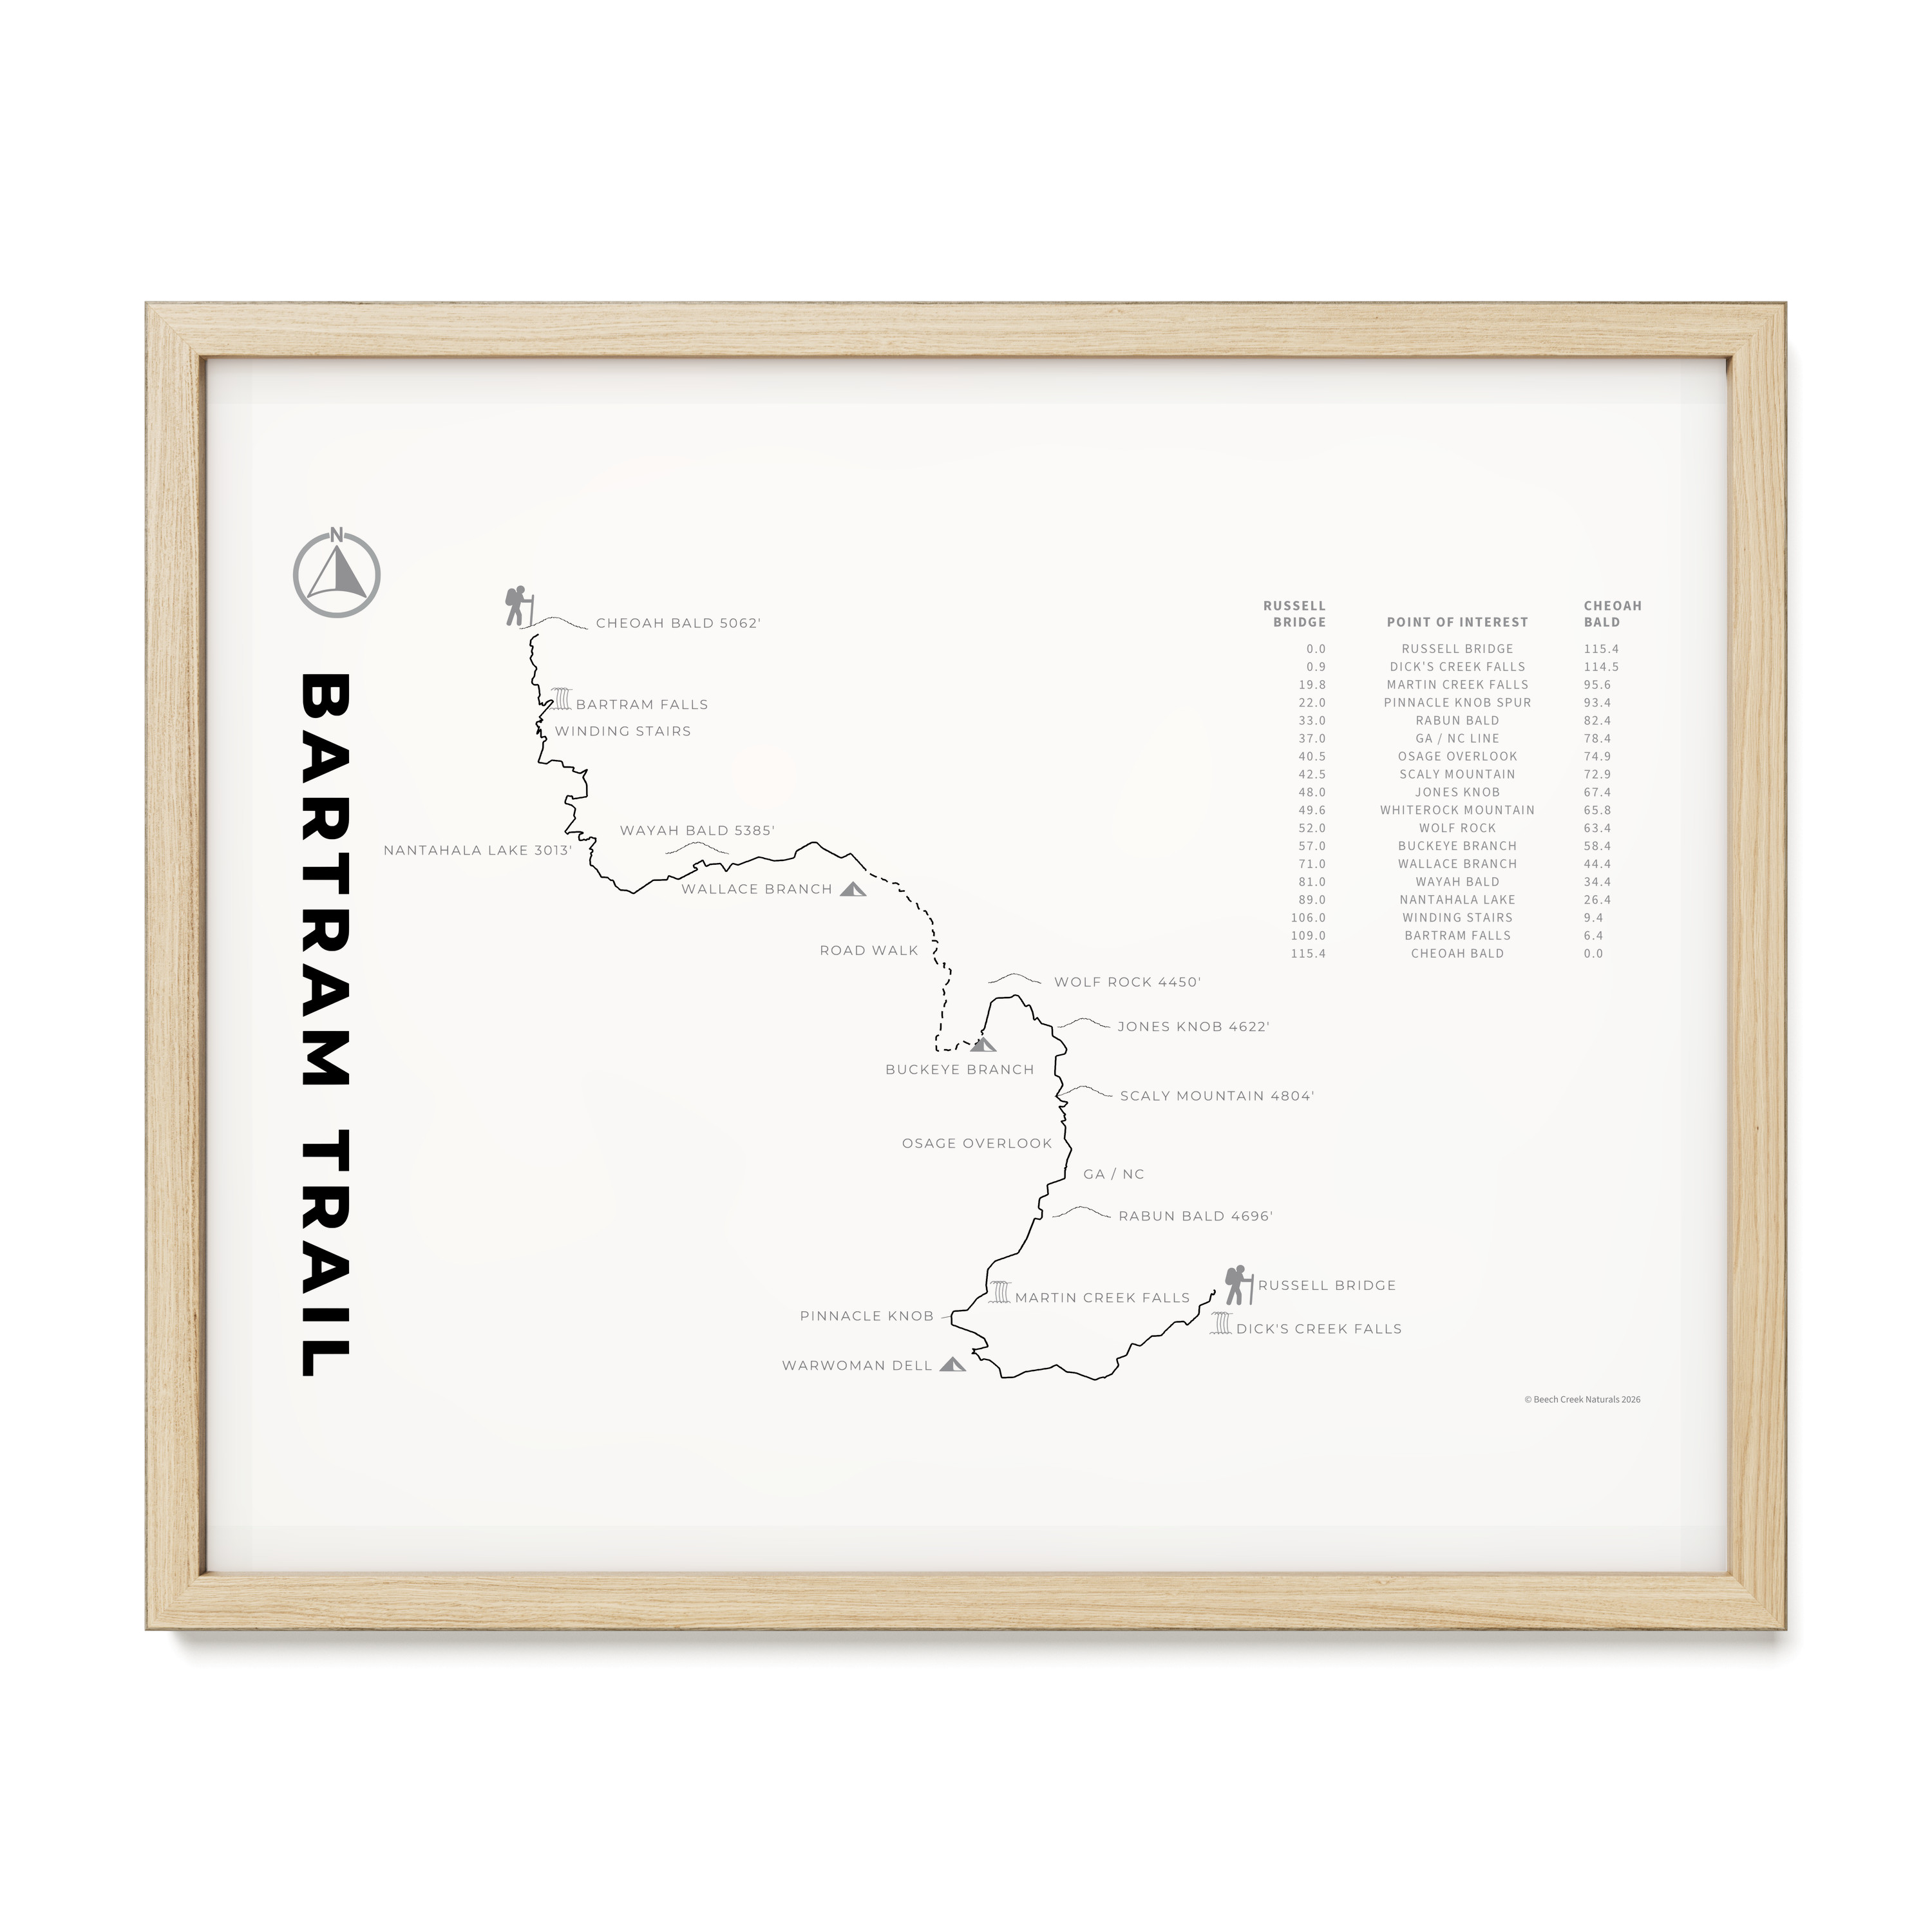 N
BARTRAM TRAIL
CHEOAH BALD 5062'
BARTRAM FALLS
WINDING STAIRS
WAYAH BALD 5385'
NANTAHALA LAKE 3013'
WALLACE BRANCH
ROAD WALK
WOLF ROCK 4450'
JONES KNOB 4622'
BUCKEYE BRANCH
SCALY MOUNTAIN 4804'
OSAGE OVERLOOK
GA / NC
RABUN BALD 4696'
RUSSELL BRIDGE
MARTIN CREEK FALLS
PINNACLE KNOB
DICK'S CREEK FALLS
WARWOMAN DELL
RUSSELL CHEOAH
BRIDGE POINT OF INTEREST BALD
0.0 RUSSELL BRIDGE 115.4
0.9 DICK'S CREEK FALLS 114.5
19.8 MARTIN CREEK FALLS 95.6
22.0 PINNACLE KNOB SPUR 93.4
33.0 RABUN BALD 82.4
37.0 GA / NC LINE 78.4
40.5 OSAGE OVERLOOK 74.9
42.5 SCALY MOUNTAIN 72.9
48.0 JONES KNOB 67.4
49.6 WHITEROCK MOUNTAIN 65.8
52.0 WOLF ROCK 63.4
57.0 BUCKEYE BRANCH 58.4
71.0 WALLACE BRANCH 44.4
81.0 WAYAH BALD 34.4
89.0 NANTAHALA LAKE 26.4
106.0 WINDING STAIRS 9.4
109.0 BARTRAM FALLS 6.4
115.4 CHEOAH BALD 0.0
© Beech Creek Naturals 2026